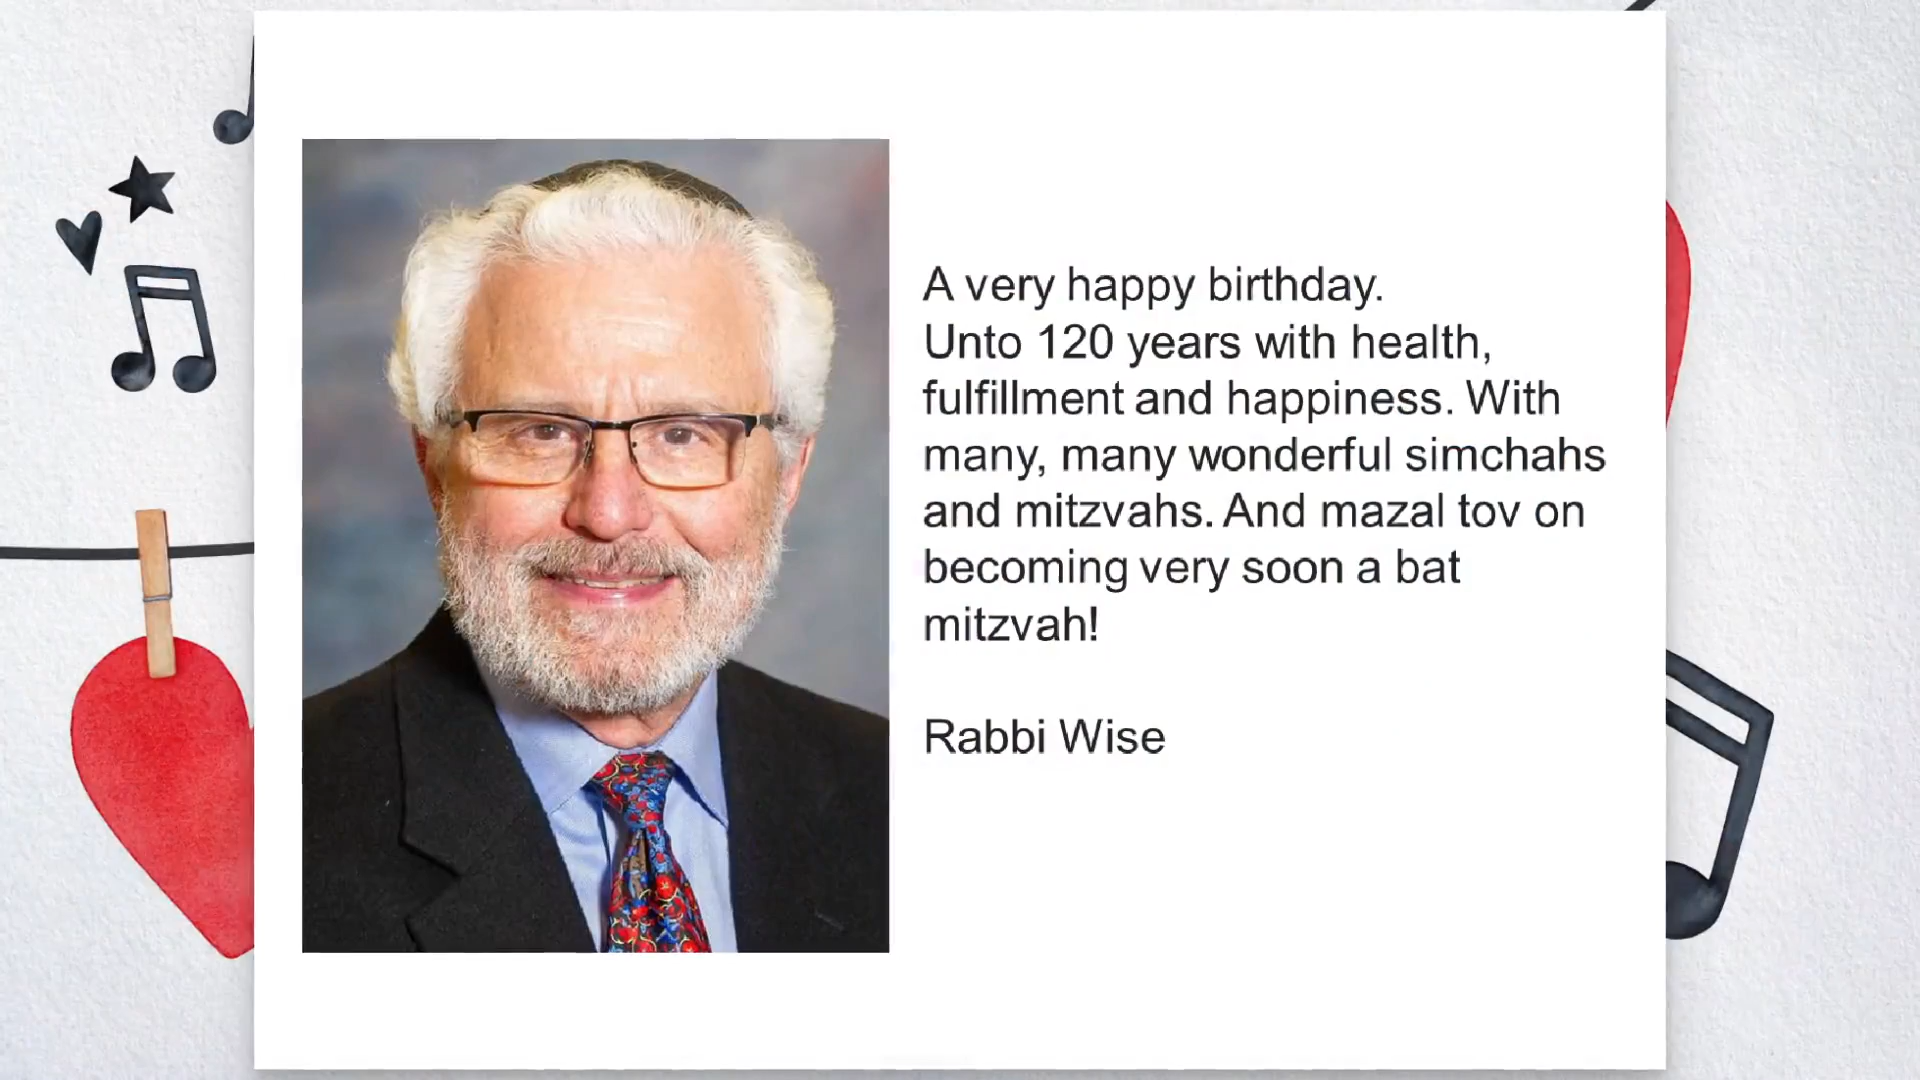 A very happy birthday.
Unto 120 years with health,
fulfillment and happiness. With
many, many wonderful simchahs
and mitzvahs. And mazal tov on
becoming very soon a bat
mitzvah!
Rabbi Wise